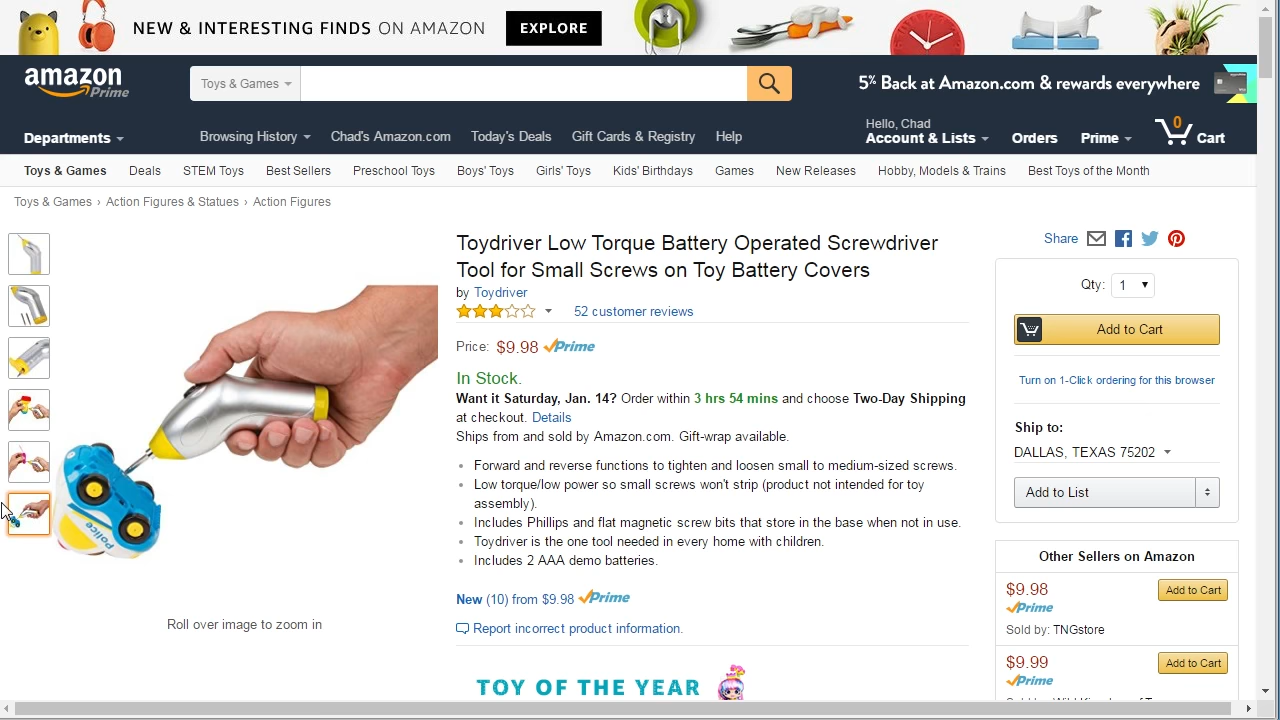 NEW & INTERESTING FINDS ON AMAZON EXPLORE
amazon
Prime
Toys & Games
5% Back at Amazon.com & rewards everywhere
Departments
Browsing History Chad's Amazon.com Today's Deals Gift Cards & Registry Help
Hello, Chad
Account & Lists Orders Prime 0 Cart
Toys & Games Deals STEM Toys Best Sellers Preschool Toys Boys' Toys Girls' Toys Kids' Birthdays Games New Releases Hobby, Models & Trains Best Toys of the Month
Toys & Games › Action Figures & Statues › Action Figures
Police
Roll over image to zoom in
Toydriver Low Torque Battery Operated Screwdriver
Tool for Small Screws on Toy Battery Covers
by Toydriver
52 customer reviews
Price: $9.98 Prime
In Stock.
Want it Saturday, Jan. 14? Order within 3 hrs 54 mins and choose Two-Day Shipping
at checkout. Details
Ships from and sold by Amazon.com. Gift-wrap available.
• Forward and reverse functions to tighten and loosen small to medium-sized screws.
• Low torque/low power so small screws won't strip (product not intended for toy
assembly).
• Includes Phillips and flat magnetic screw bits that store in the base when not in use.
• Toydriver is the one tool needed in every home with children.
• Includes 2 AAA demo batteries.
New (10) from $9.98 Prime
Report incorrect product information.
TOY OF THE YEAR
Share
Qty: 1
Add to Cart
Turn on 1-Click ordering for this browser
Ship to:
DALLAS, TEXAS 75202
Add to List
Other Sellers on Amazon
$9.98 Add to Cart
Prime
Sold by: TNGstore
$9.99 Add to Cart
Prime